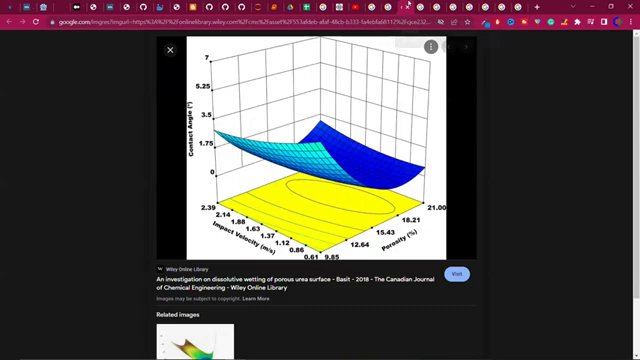 google.com/imgres?imgurl=https%3A%2F%2Fonlinelibrary.wiley.com%2Fcms%2Fasset%2F553a6deb-afaf-48cb-b333-5160ce68112%2Fcjce232
7
5.25
3.5
1.75
0
Contact Angle (°)
2.39
2.14
1.88
1.63
1.37
1.12
0.86
0.61
Impact Velocity (m/s)
9.85
12.64
15.43
18.21
21.00
Porosity (%)
Wiley Online Library
An investigation on dissolutive wetting of porous urea surface - Basit - 2018 - The Canadian Journal
of Chemical Engineering - Wiley Online Library
Images may be subject to copyright. Learn More
Visit
Related images